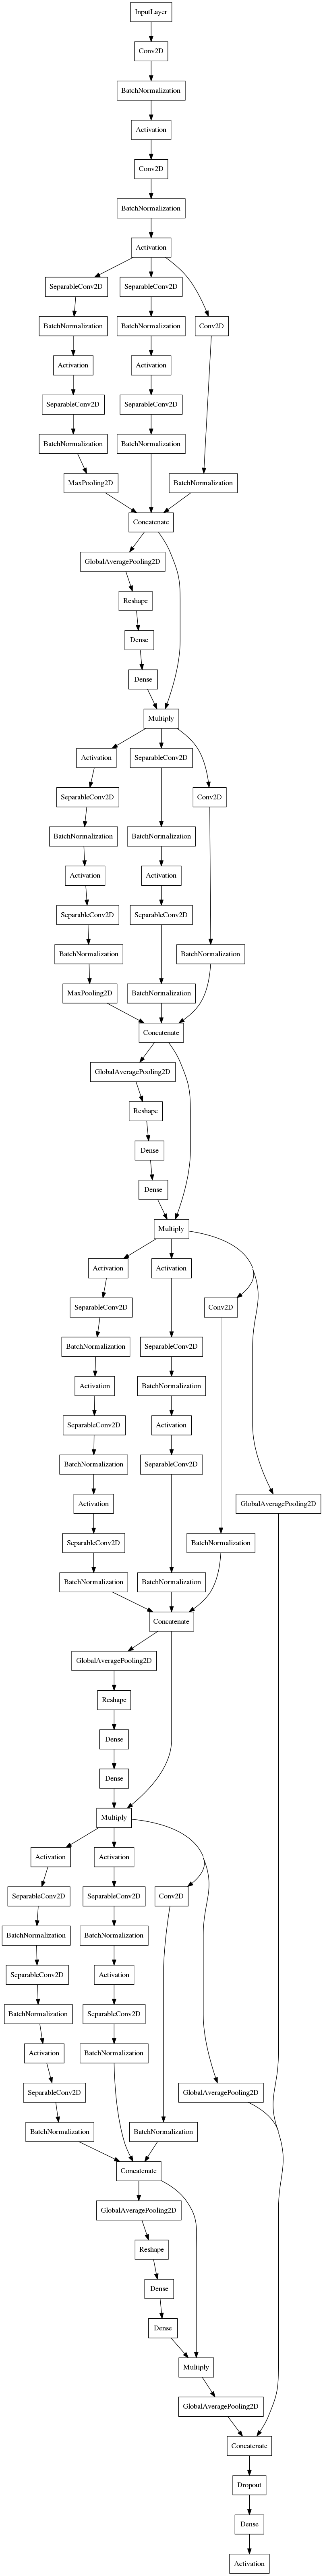 InputLayer
Conv2D
BatchNormalization
Activation
Conv2D
BatchNormalization
Activation
SeparableConv2D SeparableConv2D
BatchNormalization BatchNormalization Conv2D
Activation Activation
SeparableConv2D SeparableConv2D
BatchNormalization BatchNormalization
MaxPooling2D BatchNormalization
Concatenate
GlobalAveragePooling2D
Reshape
Dense
Dense
Multiply
Activation SeparableConv2D
SeparableConv2D Conv2D
BatchNormalization BatchNormalization
Activation Activation
SeparableConv2D SeparableConv2D
BatchNormalization BatchNormalization
MaxPooling2D BatchNormalization
Concatenate
GlobalAveragePooling2D
Reshape
Dense
Dense
Multiply
Activation Activation
SeparableConv2D Conv2D
BatchNormalization SeparableConv2D
Activation BatchNormalization
SeparableConv2D Activation
BatchNormalization SeparableConv2D
Activation GlobalAveragePooling2D
SeparableConv2D BatchNormalization
BatchNormalization BatchNormalization
Concatenate
GlobalAveragePooling2D
Reshape
Dense
Dense
Multiply
Activation Activation
SeparableConv2D SeparableConv2D Conv2D
BatchNormalization BatchNormalization
SeparableConv2D Activation
BatchNormalization SeparableConv2D
Activation BatchNormalization
SeparableConv2D GlobalAveragePooling2D
BatchNormalization BatchNormalization
Concatenate
GlobalAveragePooling2D
Reshape
Dense
Dense
Multiply
GlobalAveragePooling2D
Concatenate
Dropout
Dense
Activation